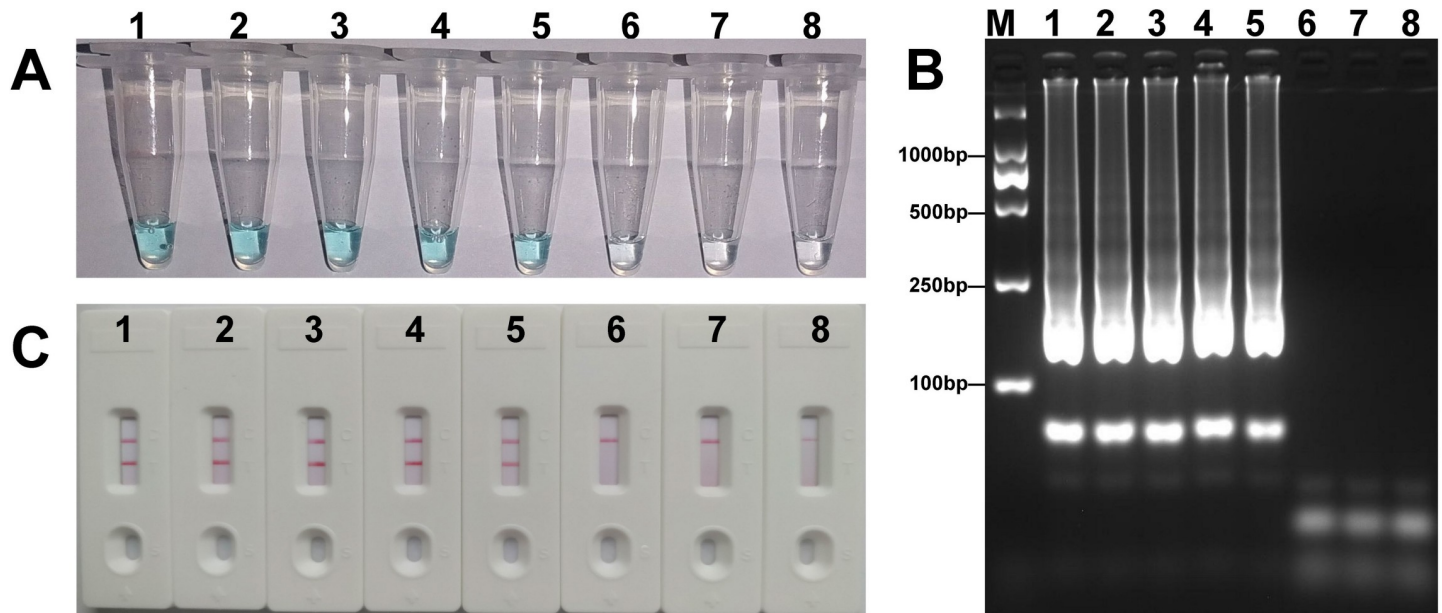 A
1 2 3 4 5 6 7 8
B
M 1 2 3 4 5 6 7 8
1000bp
500bp
250bp
100bp
C
1 2 3 4 5 6 7 8
C C C C C C C C
T T T T T T T T
S S S S S S S S